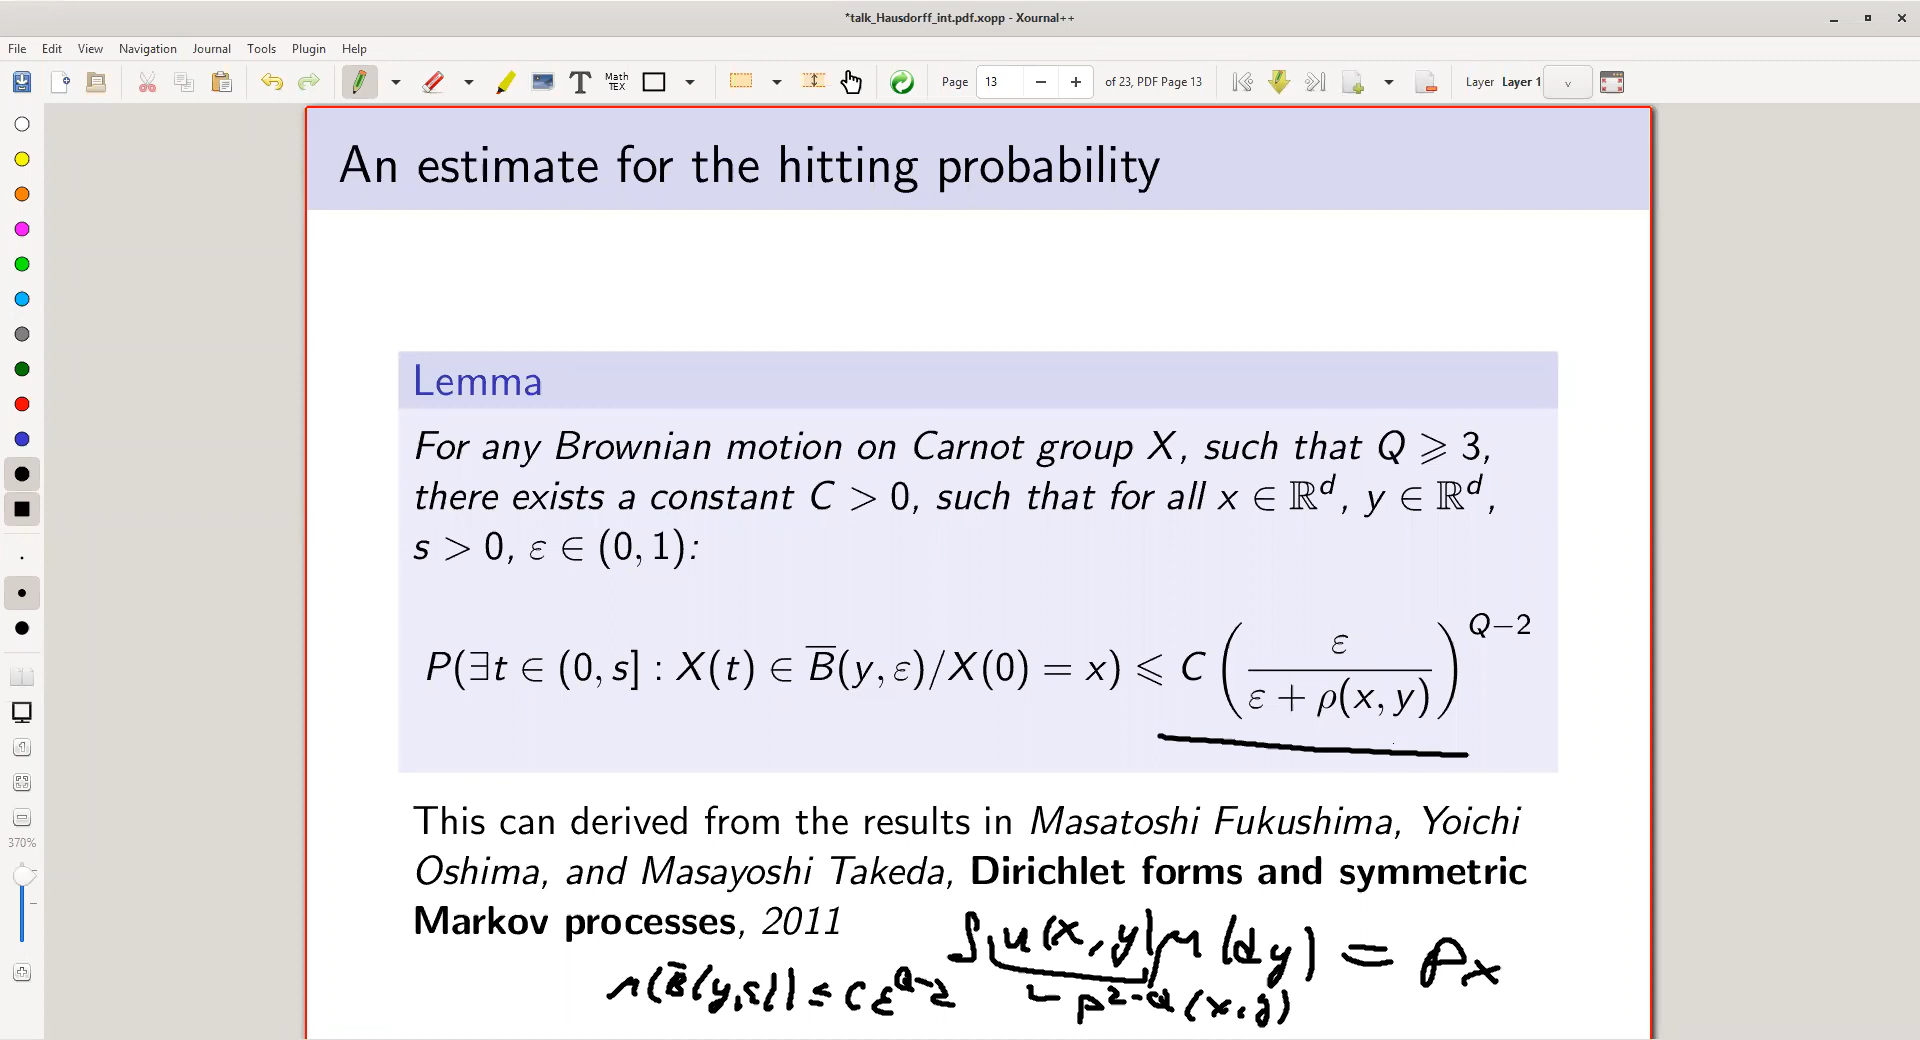 *talk_Hausdorff_int.pdf.xopp - Xournal++
File Edit View Navigation Journal Tools Plugin Help
Math TEX
Page 13 of 23, PDF Page 13 Layer Layer 1
An estimate for the hitting probability
Lemma
For any Brownian motion on Carnot group X, such that Q ⩾ 3,
there exists a constant C > 0, such that for all x ∈ ℝ^d, y ∈ ℝ^d,
s > 0, ε ∈ (0, 1):
P(∃t ∈ (0, s] : X(t) ∈ B̅(y, ε)/X(0) = x) ⩽ C (ε / (ε + ρ(x, y)))^{Q−2}
This can derived from the results in Masatoshi Fukushima, Yoichi
Oshima, and Masayoshi Takeda, Dirichlet forms and symmetric
Markov processes, 2011
∫ u(x, y) μ(dy) = P_x
(B̅(y,ε)) ≤ C ε^{Q-2}
ρ^{2-Q}(x,y)
370%